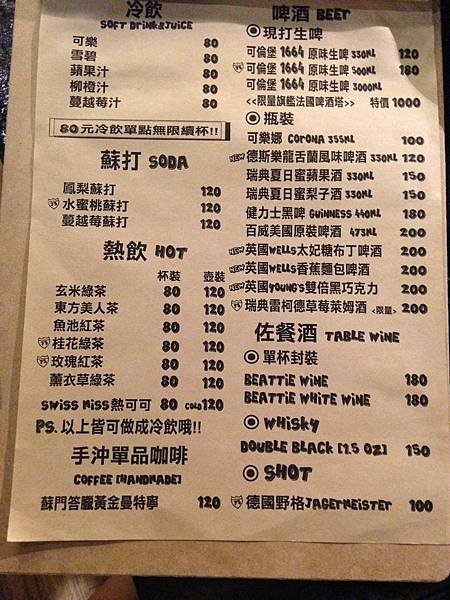 冷飲
SOFT DRINK&JUICE
可樂 80
雪碧 80
蘋果汁 80
柳橙汁 80
蔓越莓汁 80
80元冷飲單點無限續杯!!
蘇打 SODA
鳳梨蘇打 120
水蜜桃蘇打 120
蔓越莓蘇打 120
熱飲 HOT
杯裝 壺裝
玄米綠茶 80 120
東方美人茶 80 120
魚池紅茶 80 120
桂花綠茶 80 120
玫瑰紅茶 80 120
薰衣草綠茶 80 120
SWISS MISS熱可可 80 COLD120
PS. 以上皆可做成冷飲哦!!
手沖單品咖啡
COFFEE [HANDMADE]
蘇門答臘黃金曼特寧 120
啤酒 BEER
現打生啤
可倫堡 1664 原味生啤 330ML 120
可倫堡 1664 原味生啤 500ML 180
可倫堡 1664 原味生啤 3000ML
<<限量旗艦法國啤酒塔>> 特價 1000
瓶裝
可樂娜 CORONA 355ML 100
NEW 德斯樂龍舌蘭風味啤酒 330ML 120
瑞典夏日蜜蘋果酒 330ML 150
瑞典夏日蜜梨子酒 330ML 150
健力士黑啤 GUINNESS 440ML 180
百威美國原裝啤酒 473ML 200
NEW 英國WELLS太妃糖布丁啤酒 200
NEW 英國WELLS香蕉麵包啤酒 200
NEW 英國YOUNG'S雙倍黑巧克力 200
瑞典雷柯德草莓萊姆酒 <限量> 200
佐餐酒 TABLE WINE
單杯封裝
BEATTIE WINE 180
BEATTIE WHITE WINE 180
WHISKY
DOUBLE BLACK [1.5 OZ] 150
SHOT
德國野格JAGERMEISTER 100